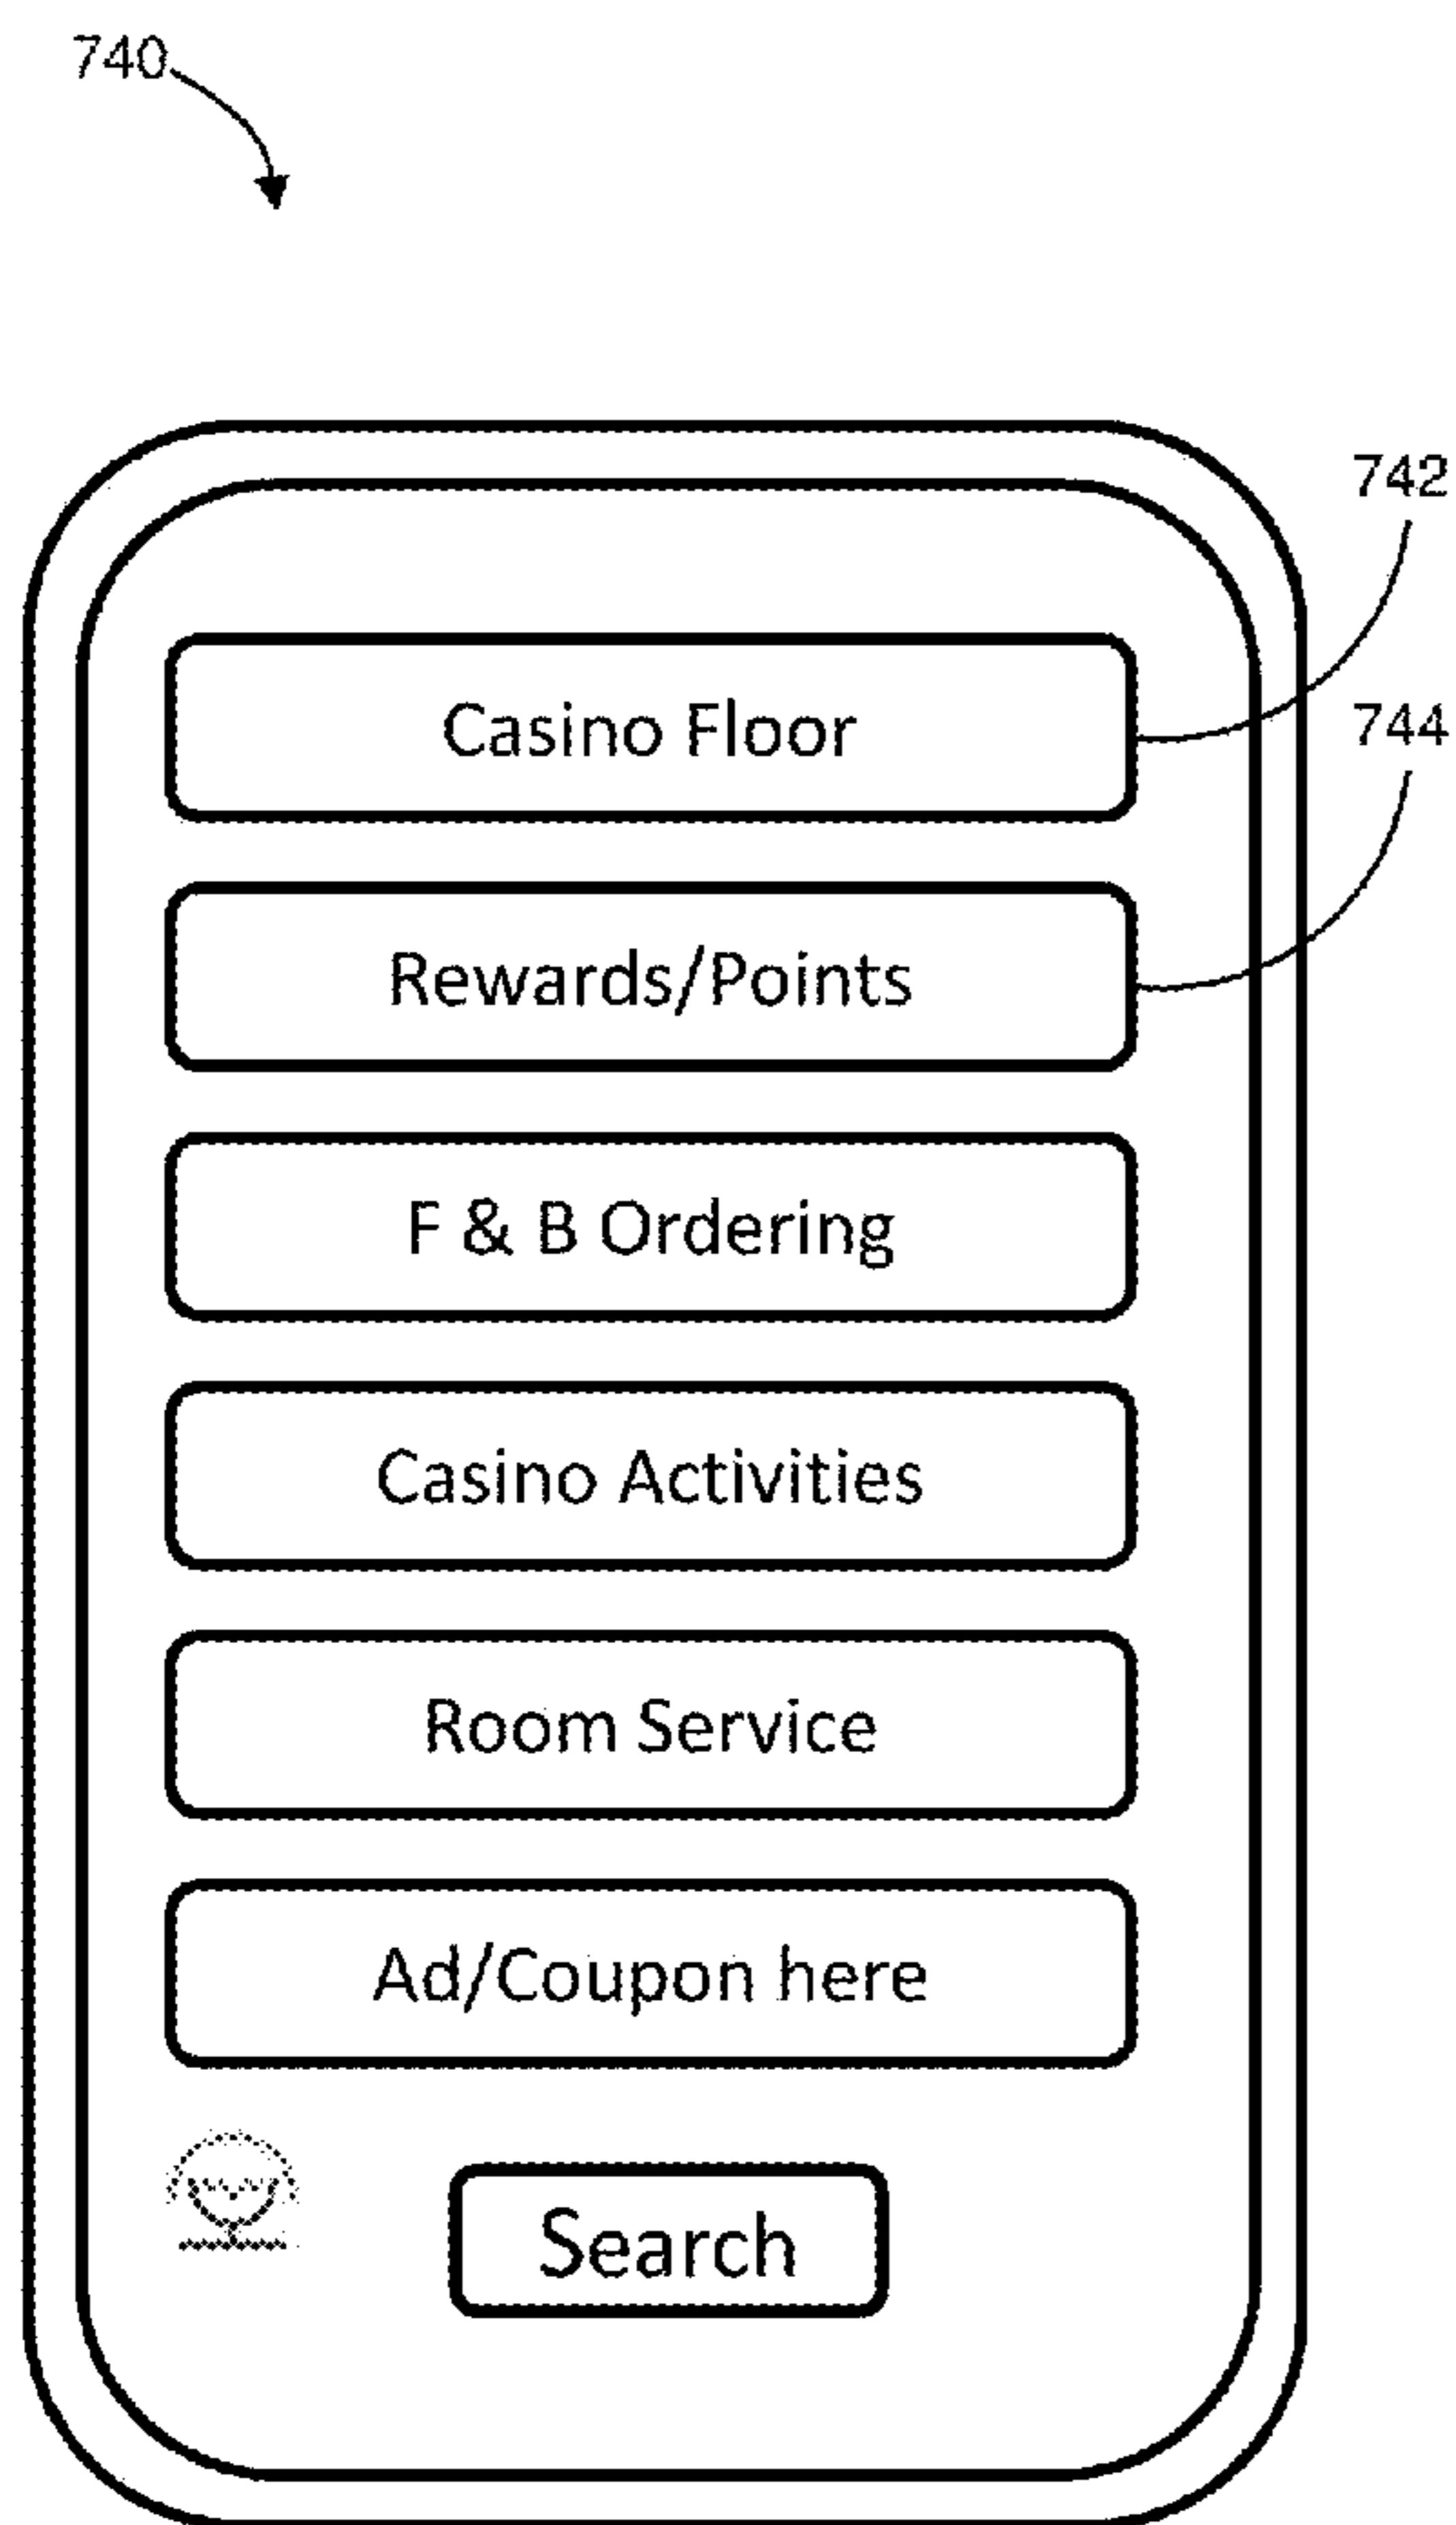 740
742
Casino Floor
744
Rewards/Points
F & B Ordering
Casino Activities
Room Service
Ad/Coupon here
Search